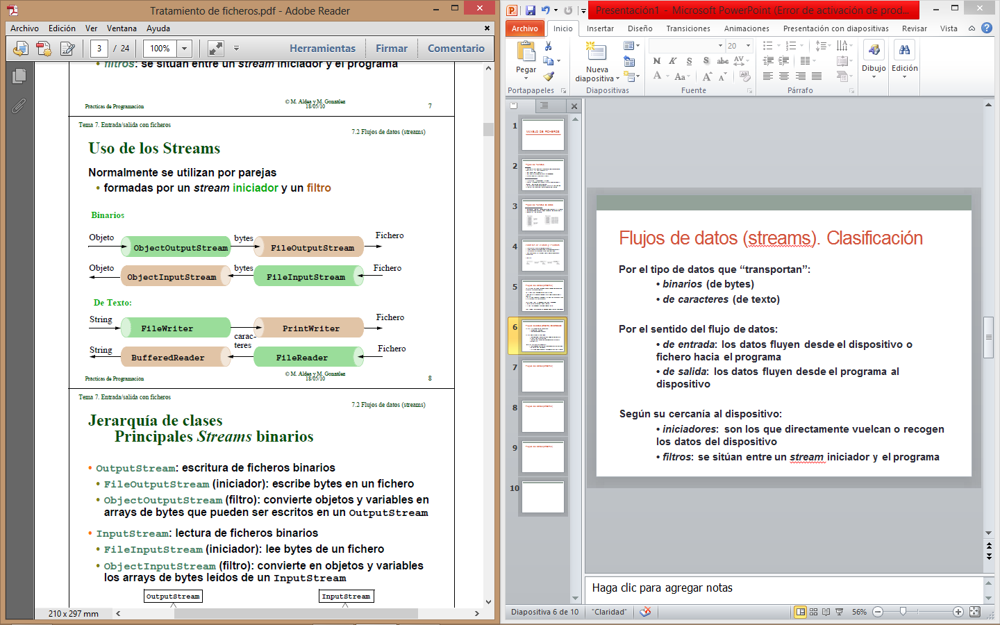 Tratamiento de ficheros.pdf - Adobe Reader
Archivo Edición Ver Ventana Ayuda
3 / 24 100% Herramientas Firmar Comentario
• filtros: se sitúan entre un stream iniciador y el programa
Prácticas de Programación
© M. Aldea y M. González
18/05/10
7
Tema 7. Entrada/salida con ficheros
7.2 Flujos de datos (streams)
Uso de los Streams
Normalmente se utilizan por parejas
• formadas por un stream iniciador y un filtro
Binarios
Objeto ObjectOutputStream bytes FileOutputStream Fichero
Objeto ObjectInputStream bytes FileInputStream Fichero
De Texto:
String FileWriter PrintWriter Fichero
carac-
teres
String BufferedReader FileReader Fichero
Prácticas de Programación
© M. Aldea y M. González
18/05/10
8
Tema 7. Entrada/salida con ficheros
7.2 Flujos de datos (streams)
Jerarquía de clases
Principales Streams binarios
• OutputStream: escritura de ficheros binarios
• FileOutputStream (iniciador): escribe bytes en un fichero
• ObjectOutputStream (filtro): convierte objetos y variables en
arrays de bytes que pueden ser escritos en un OutputStream
• InputStream: lectura de ficheros binarios
• FileInputStream (iniciador): lee bytes de un fichero
• ObjectInputStream (filtro): convierte en objetos y variables
los arrays de bytes leídos de un InputStream
OutputStream InputStream
210 x 297 mm
Presentación1 - Microsoft PowerPoint (Error de activación de prod...
Archivo Inicio Insertar Diseño Transiciones Animaciones Presentación con diapositivas Revisar Vista
Pegar
Nueva
diapositiva
20
N K S S abc AV
A Aa A A
Dibujo
Edición
Portapapeles Diapositivas Fuente Párrafo
1
MANEJO DE FICHEROS
2
3
4
5
6
7
8
9
10
Flujos de datos (streams). Clasificación
Por el tipo de datos que “transportan”:
• binarios (de bytes)
• de caracteres (de texto)
Por el sentido del flujo de datos:
• de entrada: los datos fluyen desde el dispositivo o
fichero hacia el programa
• de salida: los datos fluyen desde el programa al
dispositivo
Según su cercanía al dispositivo:
• iniciadores: son los que directamente vuelcan o recogen
los datos del dispositivo
• filtros: se sitúan entre un stream iniciador y el programa
Haga clic para agregar notas
Diapositiva 6 de 10 "Claridad" 56%